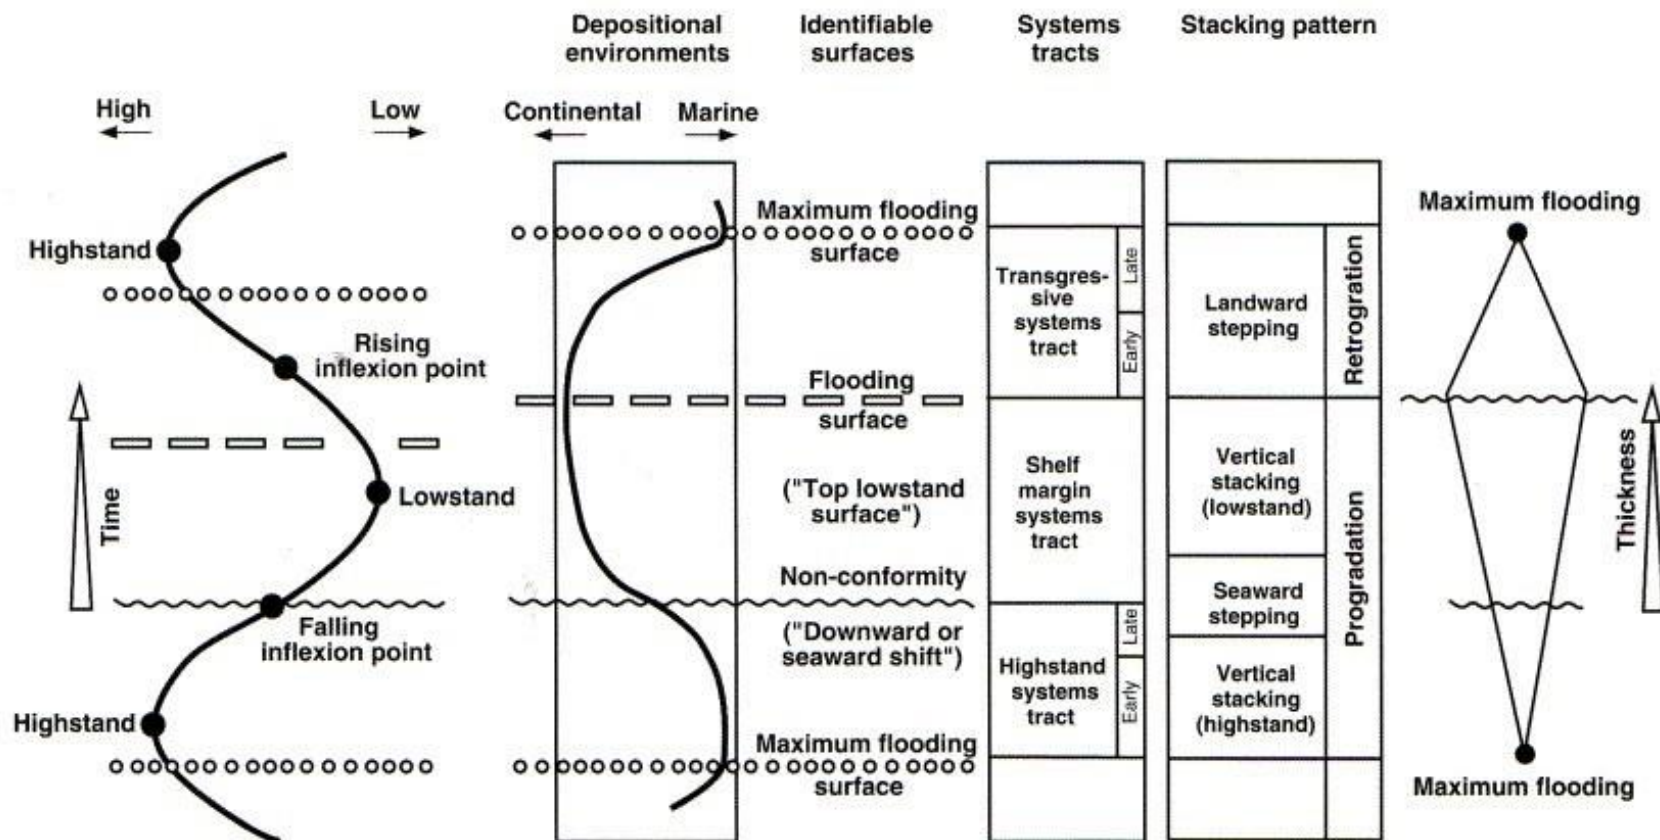 Depositional
environments
Identifiable
surfaces
Systems
tracts
Stacking pattern
High
Low
Continental
Marine
Highstand
Rising
inflexion point
Time
Lowstand
Falling
inflexion point
Highstand
Maximum flooding
surface
Flooding
surface
("Top lowstand
surface")
Non-conformity
("Downward or
seaward shift")
Maximum flooding
surface
Transgres-
sive
systems
tract
Late
Early
Shelf
margin
systems
tract
Highstand
systems
tract
Late
Early
Landward
stepping
Retrogration
Vertical
stacking
(lowstand)
Seaward
stepping
Vertical
stacking
(highstand)
Progradation
Maximum flooding
Thickness
Maximum flooding